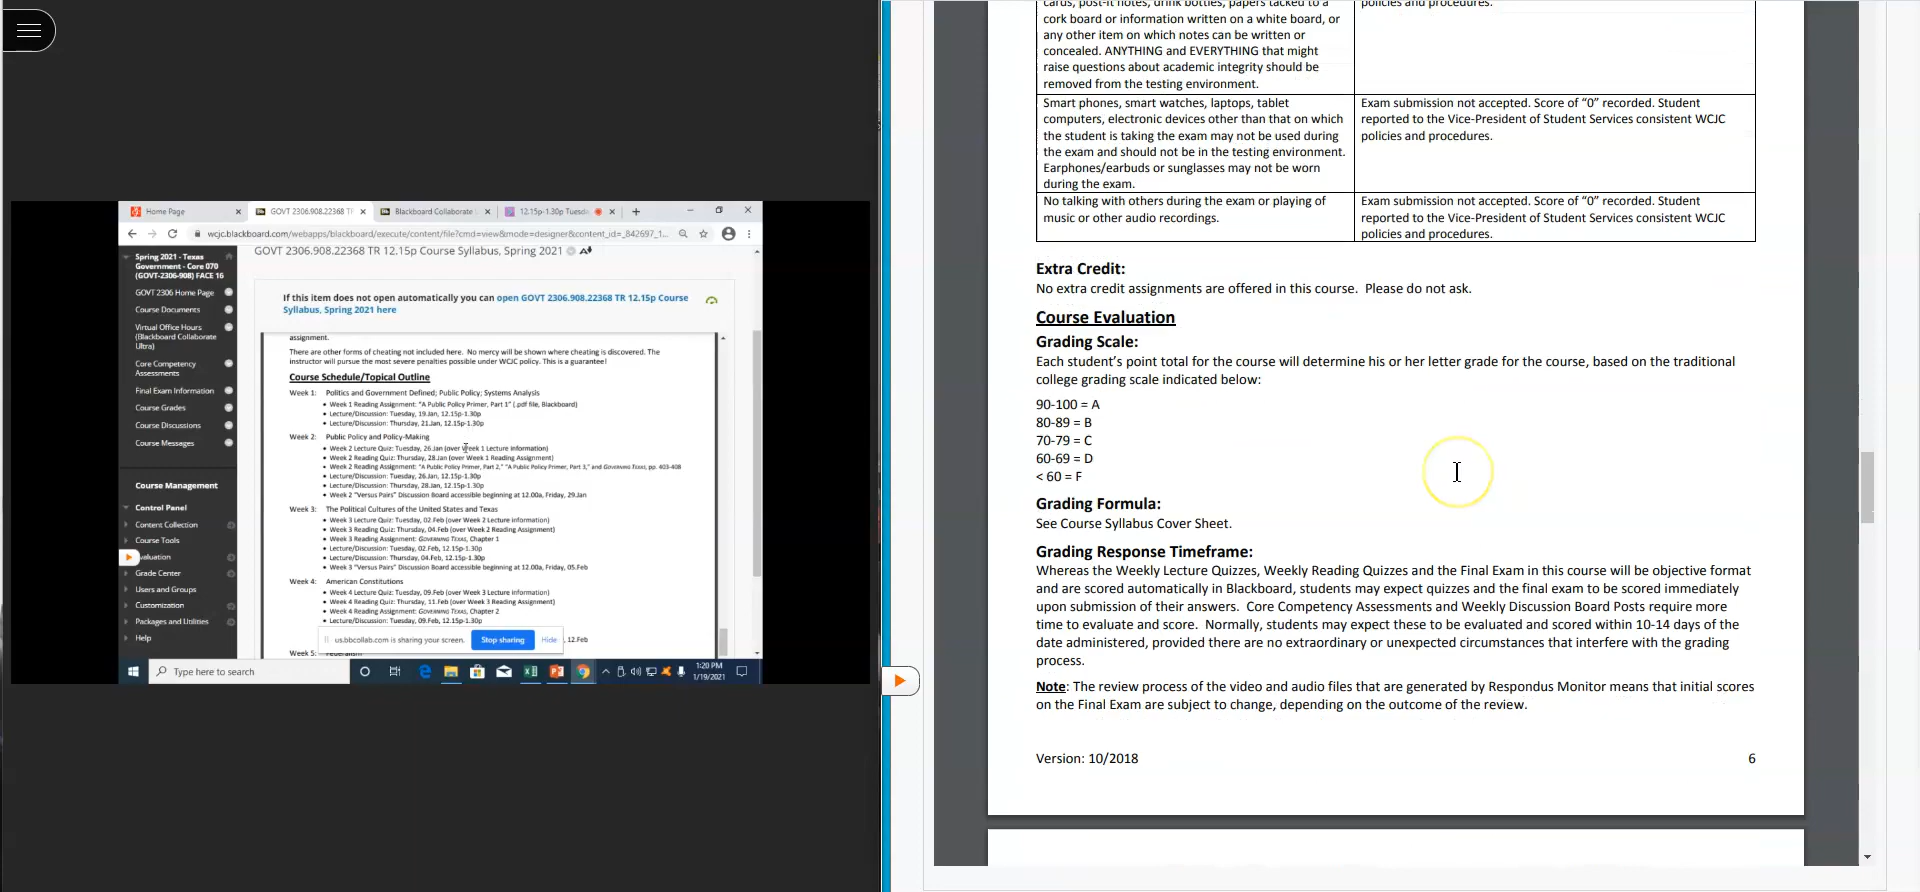 Home Page
GOVT 2306.908.22368 TR
Blackboard Collaborate
12.15p-1.30p Tuesd
wcjc.blackboard.com/webapps/blackboard/execute/content/file?cmd=view&mode=designer&content_id=_842697_1...
Spring 2021 - Texas
Government - Core 070
(GOVT-2306-908) FACE 16
GOVT 2306 Home Page
Course Documents
Virtual Office Hours
(Blackboard Collaborate
Ultra)
Core Competency
Assessments
Final Exam Information
Course Grades
Course Discussions
Course Messages
Course Management
Control Panel
Content Collection
Course Tools
valuation
Grade Center
Users and Groups
Customization
Packages and Utilities
Help
GOVT 2306.908.22368 TR 12.15p Course Syllabus, Spring 2021
If this item does not open automatically you can open GOVT 2306.908.22368 TR 12.15p Course
Syllabus, Spring 2021 here
assignment.
There are other forms of cheating not included here. No mercy will be shown where cheating is discovered. The
instructor will pursue the most severe penalties possible under WCJC policy. This is a guarantee!
Course Schedule/Topical Outline
Week 1: Politics and Government Defined; Public Policy; Systems Analysis
• Week 1 Reading Assignment: "A Public Policy Primer, Part 1" (.pdf file, Blackboard)
• Lecture/Discussion: Tuesday, 19.Jan, 12.15p-1.30p
• Lecture/Discussion: Thursday, 21.Jan, 12.15p-1.30p
Week 2: Public Policy and Policy-Making
• Week 2 Lecture Quiz: Tuesday, 26.Jan (over Week 1 Lecture Information)
• Week 2 Reading Quiz: Thursday, 28.Jan (over Week 1 Reading Assignment)
• Week 2 Reading Assignment: "A Public Policy Primer, Part 2," "A Public Policy Primer, Part 3," and Governing Texas, pp. 403-408
• Lecture/Discussion: Tuesday, 26.Jan, 12.15p-1.30p
• Lecture/Discussion: Thursday, 28.Jan, 12.15p-1.30p
• Week 2 "Versus Pairs" Discussion Board accessible beginning at 12.00a, Friday, 29.Jan
Week 3: The Political Cultures of the United States and Texas
• Week 3 Lecture Quiz: Tuesday, 02.Feb (over Week 2 Lecture Information)
• Week 3 Reading Quiz: Thursday, 04.Feb (over Week 2 Reading Assignment)
• Week 3 Reading Assignment: Governing Texas, Chapter 1
• Lecture/Discussion: Tuesday, 02.Feb, 12.15p-1.30p
• Lecture/Discussion: Thursday, 04.Feb, 12.15p-1.30p
• Week 3 "Versus Pairs" Discussion Board accessible beginning at 12.00a, Friday, 05.Feb
Week 4: American Constitutions
• Week 4 Lecture Quiz: Tuesday, 09.Feb (over Week 3 Lecture Information)
• Week 4 Reading Quiz: Thursday, 11.Feb (over Week 3 Reading Assignment)
• Week 4 Reading Assignment: Governing Texas, Chapter 2
• Lecture/Discussion: Tuesday, 09.Feb, 12.15p-1.30p
, 12.Feb
Week 5: Federalism
us.bbcollab.com is sharing your screen. Stop sharing Hide
Type here to search
1:20 PM
1/19/2021
cards, post-it notes, drink bottles, papers tacked to a
cork board or information written on a white board, or
any other item on which notes can be written or
concealed. ANYTHING and EVERYTHING that might
raise questions about academic integrity should be
removed from the testing environment.
policies and procedures.
Smart phones, smart watches, laptops, tablet
computers, electronic devices other than that on which
the student is taking the exam may not be used during
the exam and should not be in the testing environment.
Earphones/earbuds or sunglasses may not be worn
during the exam.
Exam submission not accepted. Score of "0" recorded. Student
reported to the Vice-President of Student Services consistent WCJC
policies and procedures.
No talking with others during the exam or playing of
music or other audio recordings.
Exam submission not accepted. Score of "0" recorded. Student
reported to the Vice-President of Student Services consistent WCJC
policies and procedures.
Extra Credit:
No extra credit assignments are offered in this course. Please do not ask.
Course Evaluation
Grading Scale:
Each student's point total for the course will determine his or her letter grade for the course, based on the traditional
college grading scale indicated below:
90-100 = A
80-89 = B
70-79 = C
60-69 = D
< 60 = F
Grading Formula:
See Course Syllabus Cover Sheet.
Grading Response Timeframe:
Whereas the Weekly Lecture Quizzes, Weekly Reading Quizzes and the Final Exam in this course will be objective format
and are scored automatically in Blackboard, students may expect quizzes and the final exam to be scored immediately
upon submission of their answers. Core Competency Assessments and Weekly Discussion Board Posts require more
time to evaluate and score. Normally, students may expect these to be evaluated and scored within 10-14 days of the
date administered, provided there are no extraordinary or unexpected circumstances that interfere with the grading
process.
Note: The review process of the video and audio files that are generated by Respondus Monitor means that initial scores
on the Final Exam are subject to change, depending on the outcome of the review.
Version: 10/2018
6